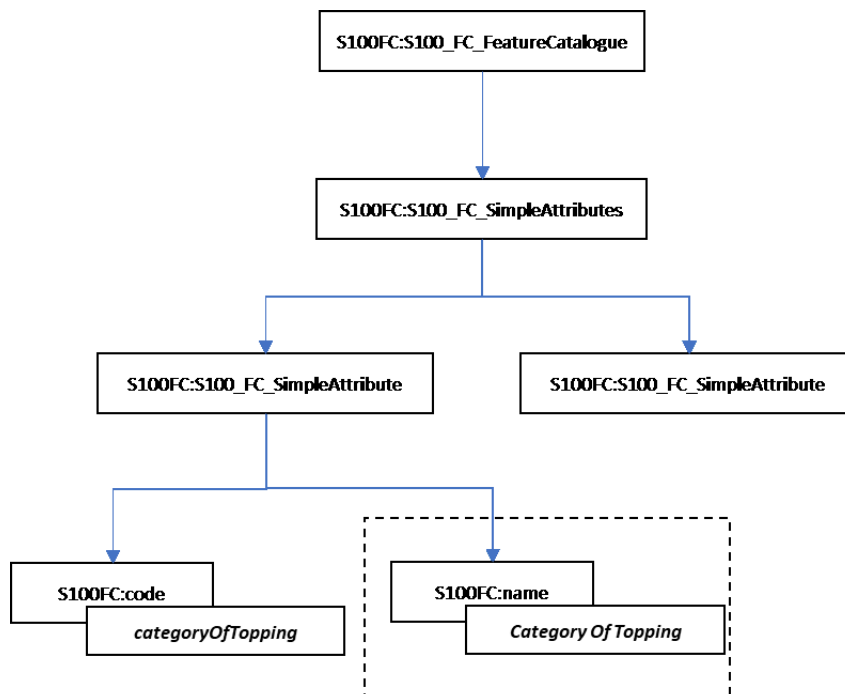 S100FC:S100_FC_FeatureCatalogue
S100FC:S100_FC_SimpleAttributes
S100FC:S100_FC_SimpleAttribute
S100FC:S100_FC_SimpleAttribute
S100FC:code
categoryOfTopping
S100FC:name
Category Of Topping